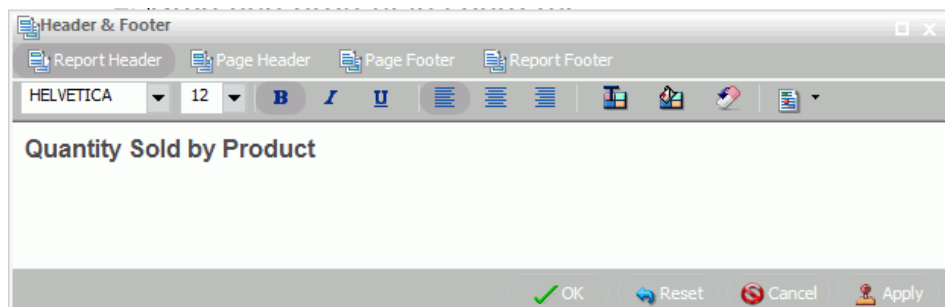 Header & Footer
Report Header Page Header Page Footer Report Footer
HELVETICA 12 B I U
Quantity Sold by Product
OK Reset Cancel Apply